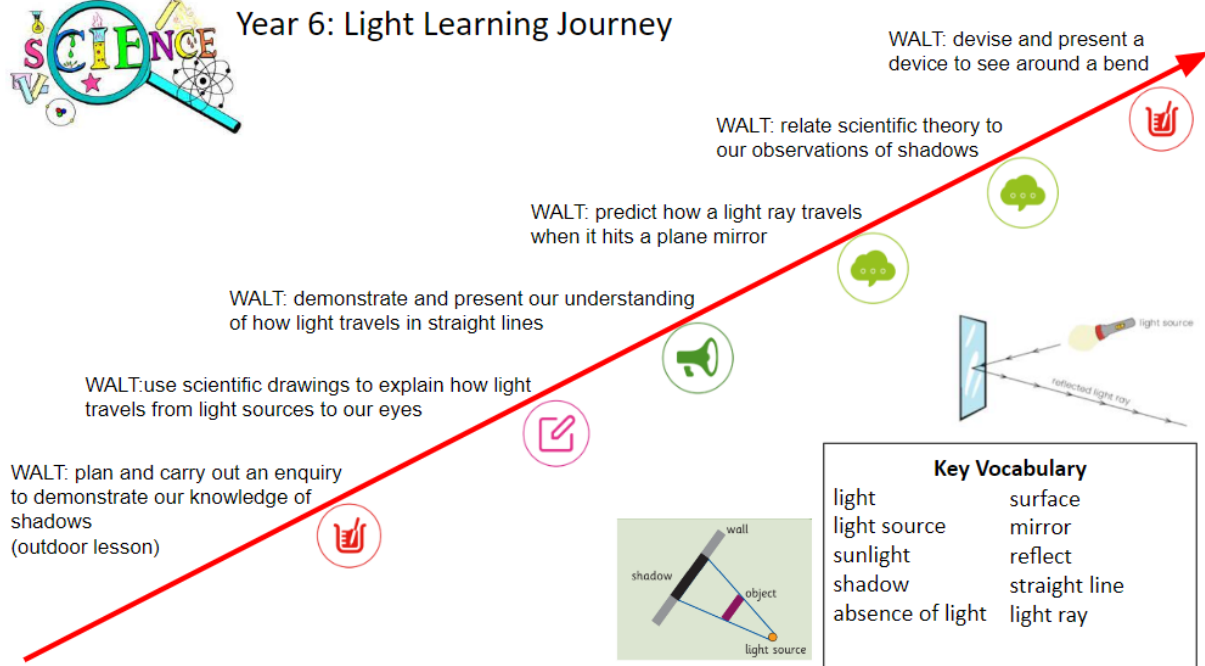 SCIENCE
Year 6: Light Learning Journey
WALT: devise and present a
device to see around a bend
WALT: relate scientific theory to
our observations of shadows
WALT: predict how a light ray travels
when it hits a plane mirror
WALT: demonstrate and present our understanding
of how light travels in straight lines
WALT:use scientific drawings to explain how light
travels from light sources to our eyes
WALT: plan and carry out an enquiry
to demonstrate our knowledge of
shadows
(outdoor lesson)
light source
reflected light ray
wall
shadow
object
light source
Key Vocabulary
light
light source
sunlight
shadow
absence of light
surface
mirror
reflect
straight line
light ray